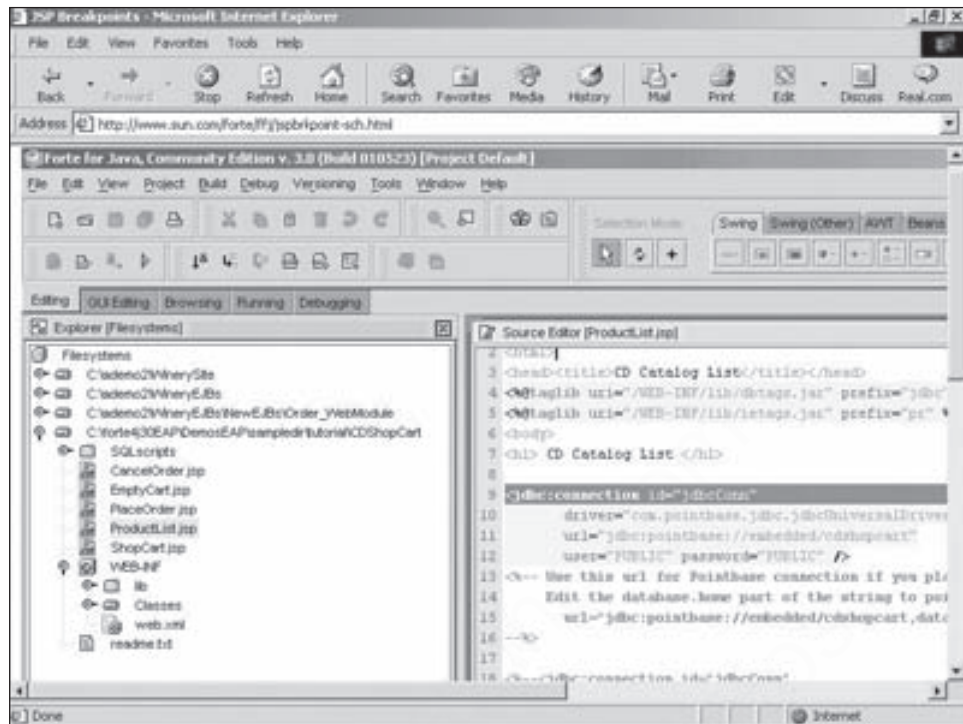 JSP Breakpoints - Microsoft Internet Explorer
File Edit View Favorites Tools Help
Back Forward Stop Refresh Home Search Favorites Media History Mail Print Edit Discuss Real.com
Address http://www.sun.com/forte/ffj/jspbrkpoint-sch.html
Forte for Java, Community Edition v. 3.0 (Build 010523) [Project Default]
File Edit View Project Build Debug Versioning Tools Window Help
Selection Mode Swing Swing (Other) AWT Beans
Editing GUI Editing Browsing Running Debugging
Explorer [Filesystems]
Filesystems
C:\ademo2\WinerySite
C:\ademo2\WineryEJBs
C:\ademo2\WineryEJBs\NewEJBs\Order_WebModule
C:\forte4j30EAP\DemosEAP\sampledir\tutorial\CDShopCart
SQLscripts
CancelOrder.jsp
EmptyCart.jsp
PlaceOrder.jsp
ProductList.jsp
ShopCart.jsp
WEB-INF
lib
Classes
web.xml
readme.txt
Source Editor [ProductList.jsp]
2 <html>
3 <head><title>CD Catalog List</title></head>
4 <%@taglib uri="/WEB-INF/lib/dbtags.jar" prefix="jdbc"
5 <%@taglib uri="/WEB-INF/lib/ietags.jar" prefix="pr" %
6 <body>
7 <h1> CD Catalog List </h1>
8
9 <jdbc:connection id="jdbcConn"
10 driver="com.pointbase.jdbc.jdbcUniversalDrive
11 url="jdbc:pointbase://embedded/cdshopcart"
12 user="PUBLIC" password="PUBLIC" />
13 <%-- Use this url for Pointbase connection if you pla
14 Edit the database.home part of the string to po
15 url="jdbc:pointbase://embedded/cdshopcart,data
16 --%>
17
18 <%--<jdbc:connection id="jdbcConn"
Done Internet